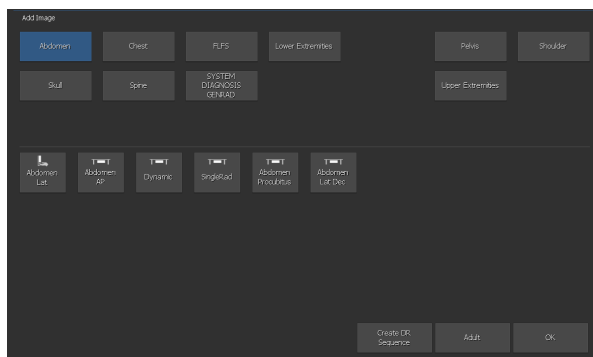 Add Image
Abdomen
Chest
FLFS
Lower Extremities
Pelvis
Shoulder
Skull
Spine
SYSTEM
DIAGNOSIS
GENRAD
Upper Extremities
Abdomen
Lat
Abdomen
AP
Dynamic
SingleRad
Abdomen
Procubitus
Abdomen
Lat Dec
Create DR
Sequence
Adult
OK